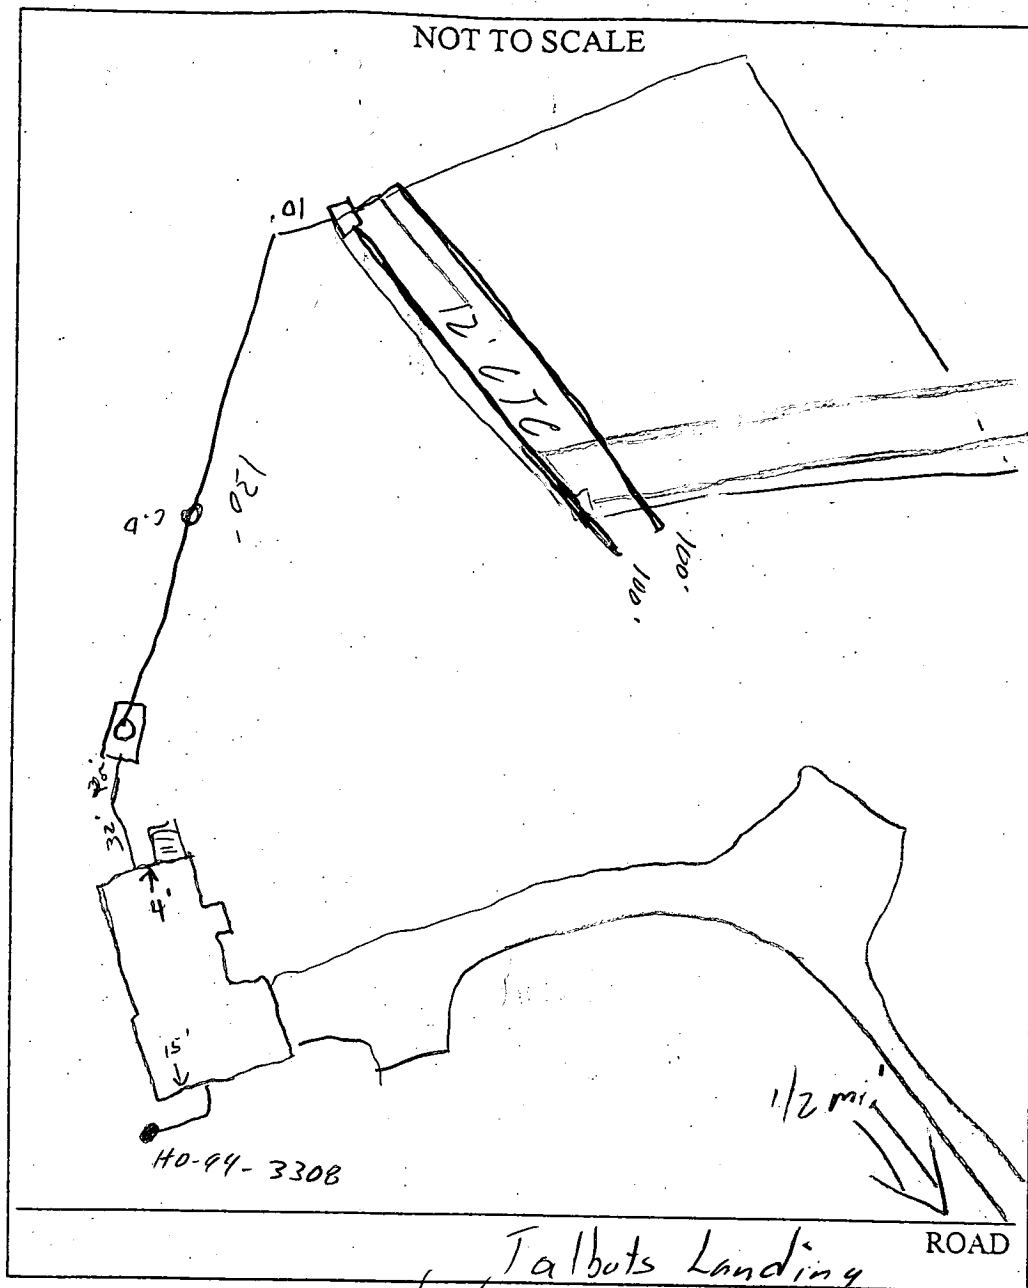 NOT TO SCALE
10'
12' CTC
130'
C.O
100'
100'
32'
4'
15'
1/2 mi.
HO-94-3308
ROAD
Talbots Landing